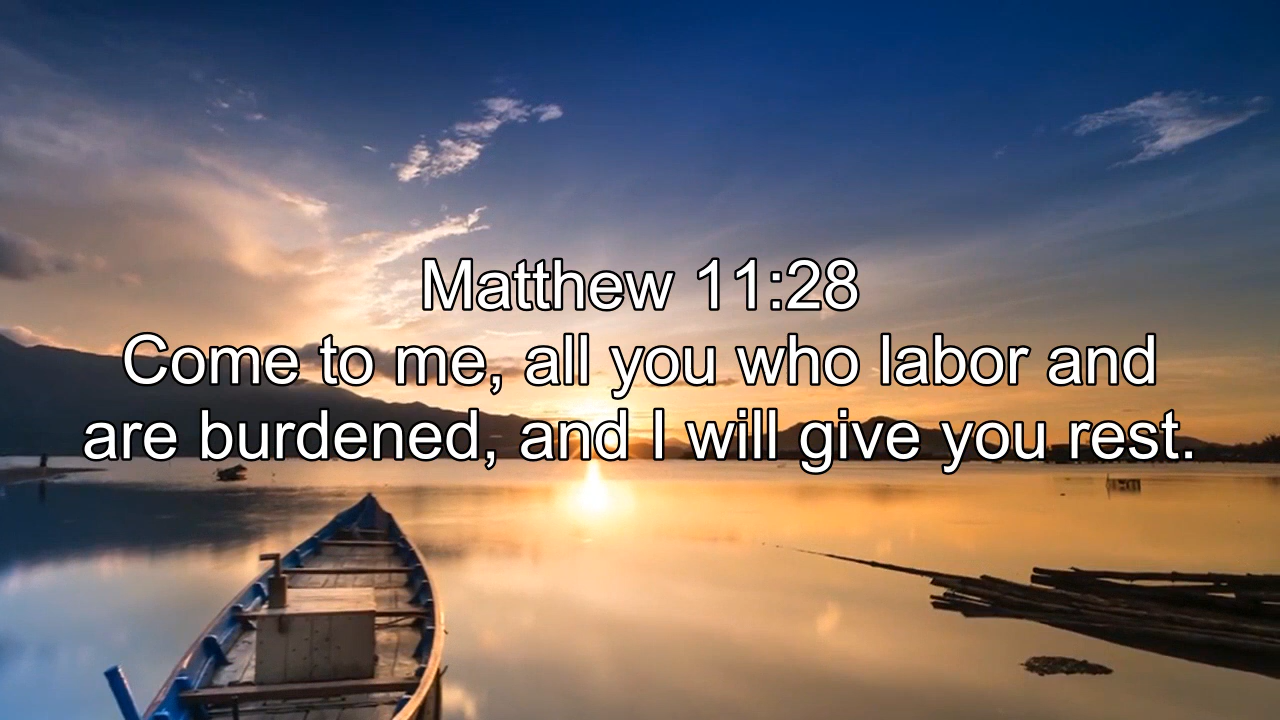 Matthew 11:28
Come to me, all you who labor and
are burdened, and I will give you rest.